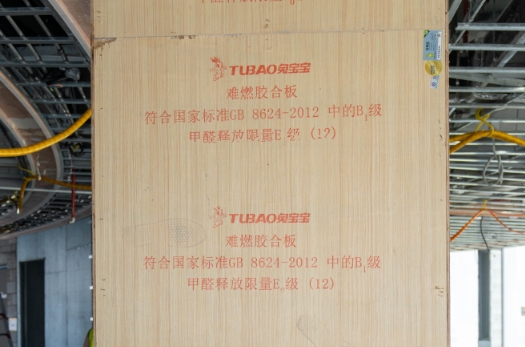 TUBAO兔宝宝
难燃胶合板
符合国家标准GB 8624-2012 中的B₁级
甲醛释放限量E 级 (12)
TUBAO兔宝宝
难燃胶合板
符合国家标准GB 8624-2012 中的B₁级
甲醛释放限量E₀级 (12)